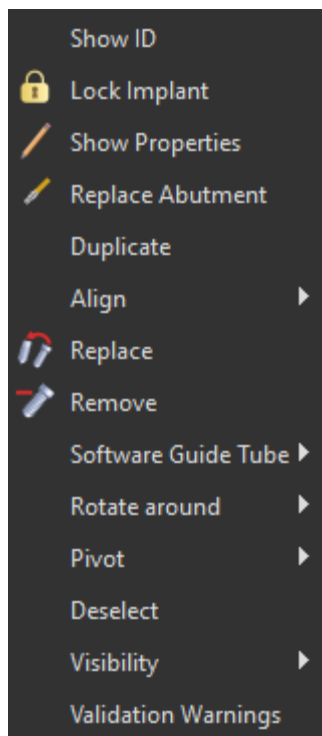 Show ID
Lock Implant
Show Properties
Replace Abutment
Duplicate
Align
Replace
Remove
Software Guide Tube
Rotate around
Pivot
Deselect
Visibility
Validation Warnings